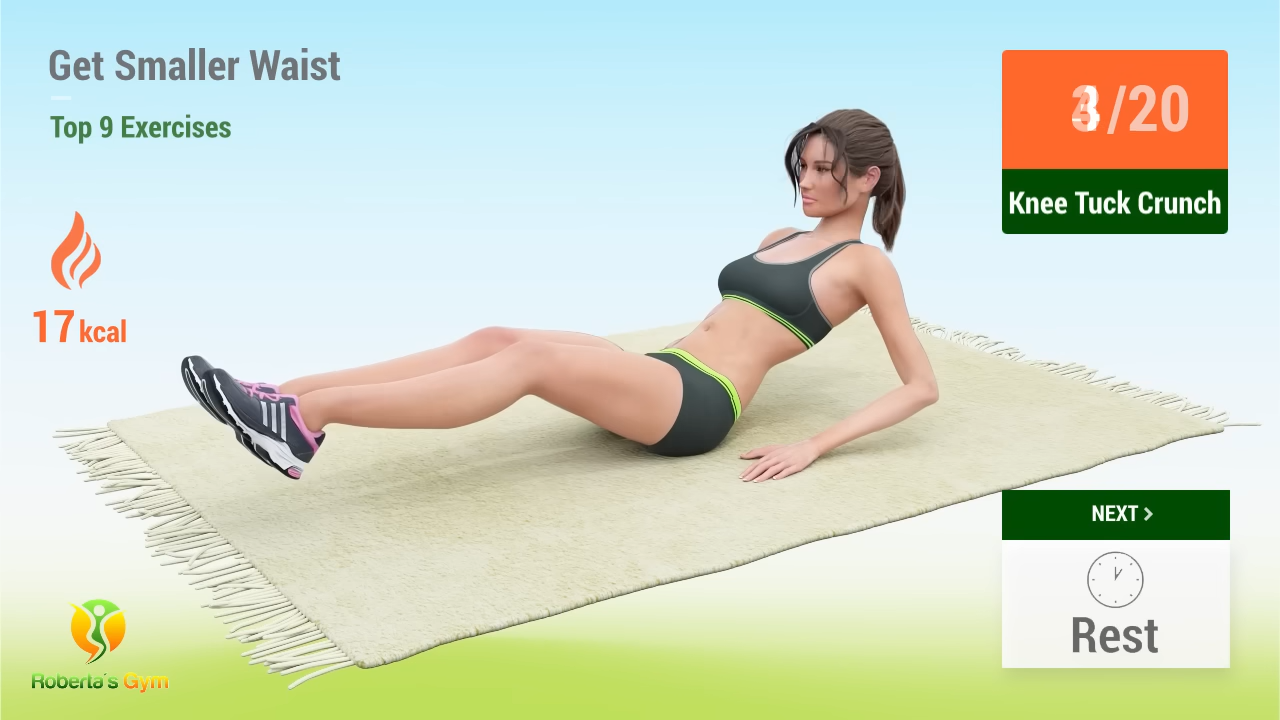 Get Smaller Waist
Top 9 Exercises
/20
Knee Tuck Crunch
17 kcal
NEXT >
Rest
Roberta's Gym